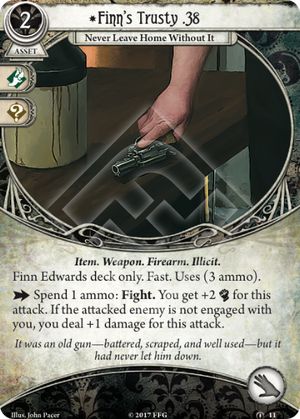 2
Finn's Trusty .38
Never Leave Home Without It
ASSET
Item. Weapon. Firearm. Illicit.
Finn Edwards deck only. Fast. Uses (3 ammo).
Spend 1 ammo: Fight. You get +2 for this
attack. If the attacked enemy is not engaged with
you, you deal +1 damage for this attack.
It was an old gun—battered, scraped, and well used—but it
had never let him down.
Illus. John Pacer
© 2017 FFG
11